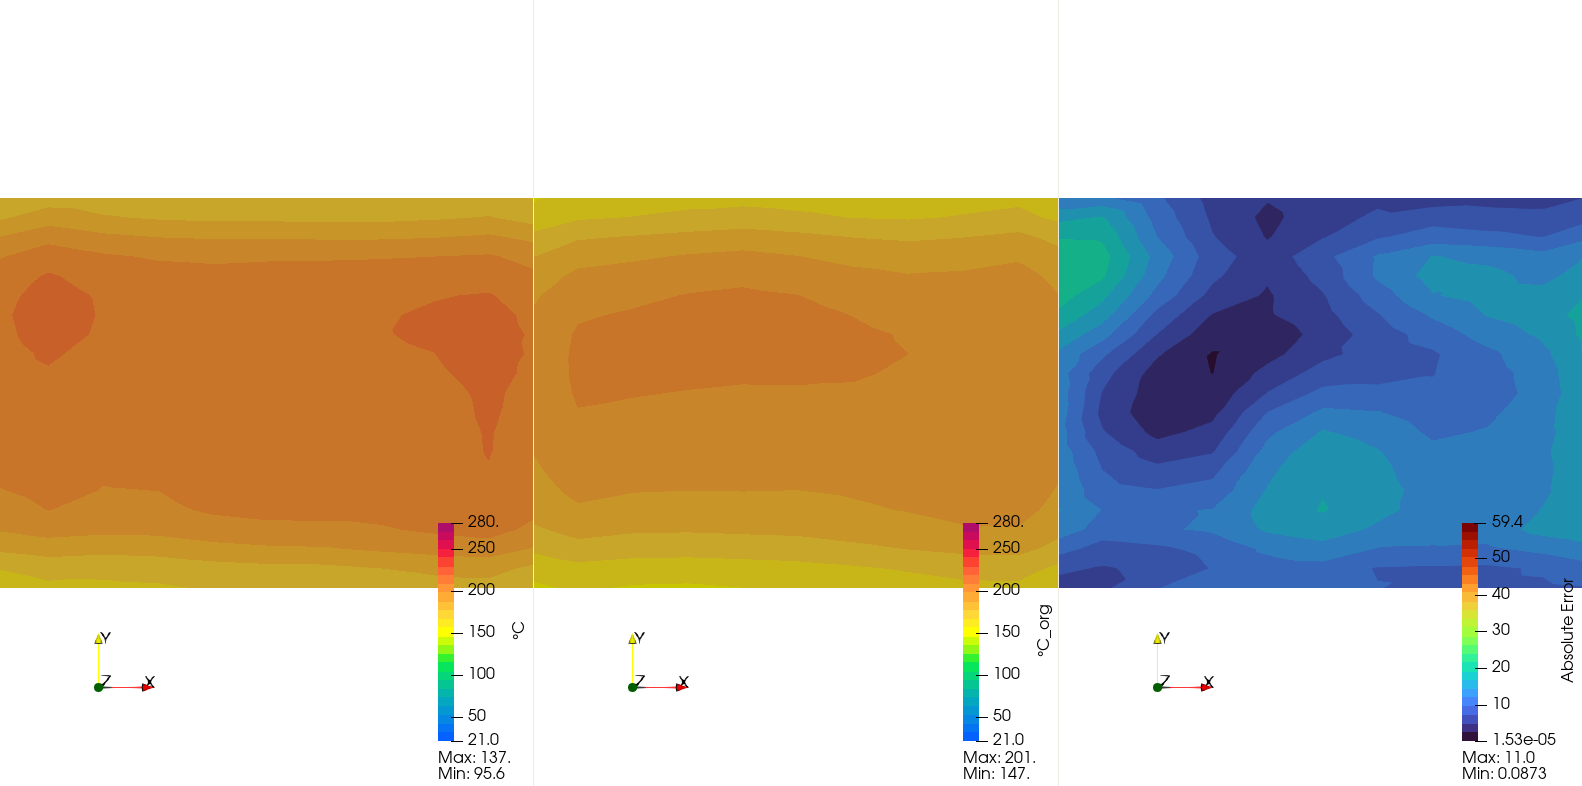 280.
250
200
150
100
50
21.0
°C
Max: 137.
Min: 95.6
Y
Z
X
280.
250
200
150
100
50
21.0
°C_org
Max: 201.
Min: 147.
Y
Z
X
59.4
50
40
30
20
10
1.53e-05
Absolute Error
Max: 11.0
Min: 0.0873
Y
Z
X